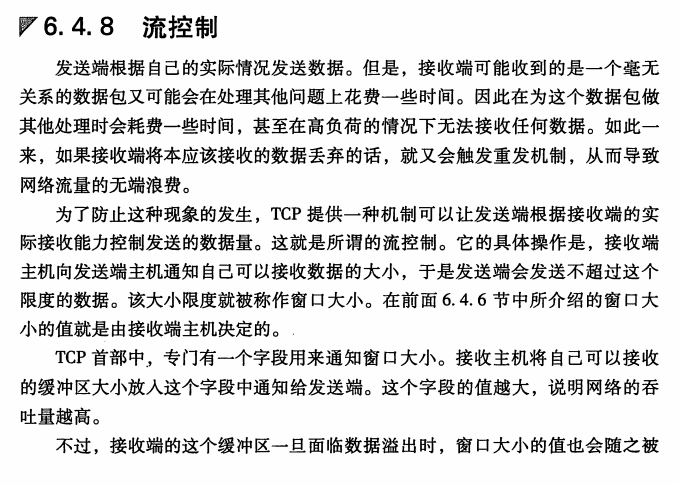 6.4.8 流控制
发送端根据自己的实际情况发送数据。但是，接收端可能收到的是一个毫无
关系的数据包又可能会在处理其他问题上花费一些时间。因此在为这个数据包做
其他处理时会耗费一些时间，甚至在高负荷的情况下无法接收任何数据。如此一
来，如果接收端将本应该接收的数据丢弃的话，就又会触发重发机制，从而导致
网络流量的无端浪费。
为了防止这种现象的发生，TCP 提供一种机制可以让发送端根据接收端的实
际接收能力控制发送的数据量。这就是所谓的流控制。它的具体操作是，接收端
主机向发送端主机通知自己可以接收数据的大小，于是发送端会发送不超过这个
限度的数据。该大小限度就被称作窗口大小。在前面 6.4.6 节中所介绍的窗口大
小的值就是由接收端主机决定的。
TCP 首部中，专门有一个字段用来通知窗口大小。接收主机将自己可以接收
的缓冲区大小放入这个字段中通知给发送端。这个字段的值越大，说明网络的吞
吐量越高。
不过，接收端的这个缓冲区一旦面临数据溢出时，窗口大小的值也会随之被